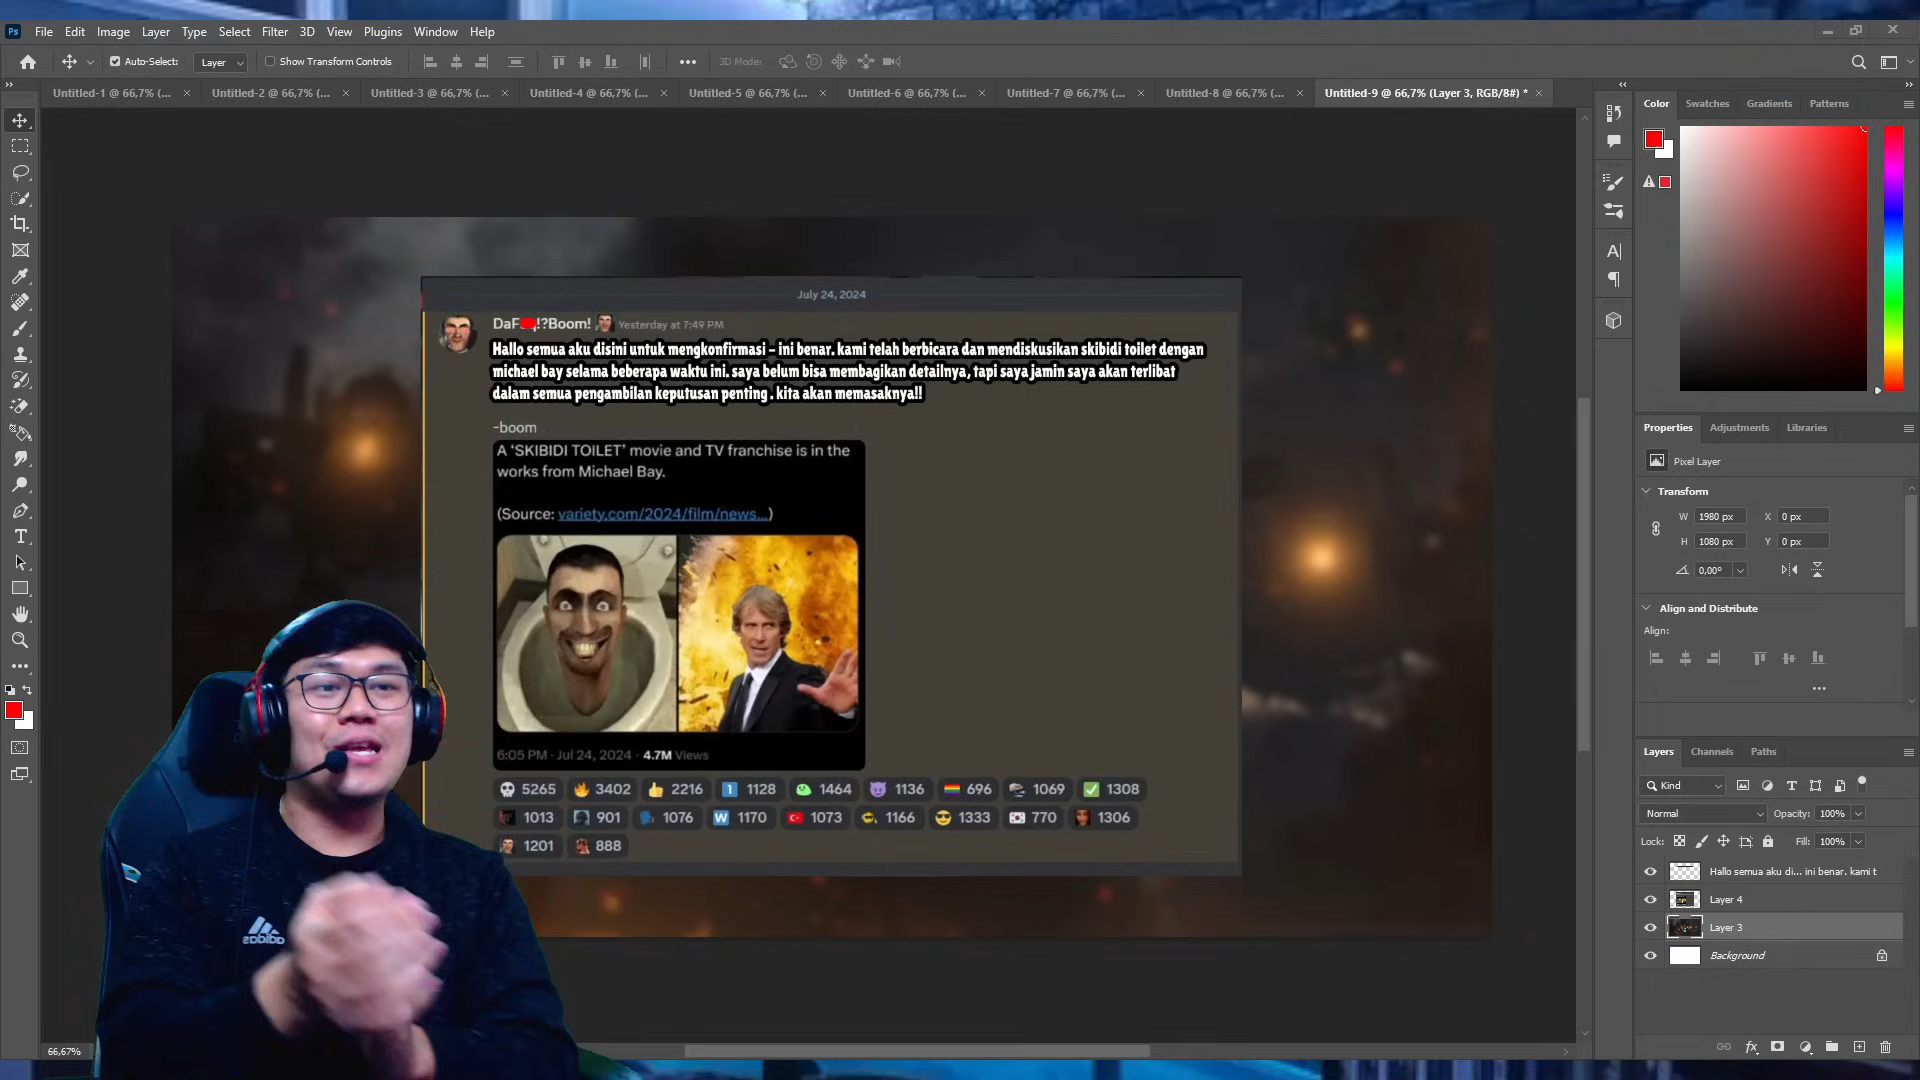 Ps File Edit Image Layer Type Select Filter 3D View Plugins Window Help
Auto-Select: Layer Show Transform Controls 3D Mode:
Untitled-1 @ 66,7% (... Untitled-2 @ 66,7% (... Untitled-3 @ 66,7% (... Untitled-4 @ 66,7% (... Untitled-5 @ 66,7% (... Untitled-6 @ 66,7% (... Untitled-7 @ 66,7% (... Untitled-8 @ 66,7% (... Untitled-9 @ 66,7% (Layer 3, RGB/8#) *
July 24, 2024
!?Boom! Yesterday at 7:49 PM
Hallo semua aku disini untuk mengkonfirmasi - ini benar. kami telah berbicara dan mendiskusikan skibidi toilet dengan
michael bay selama beberapa waktu ini. saya belum bisa membagikan detailnya, tapi saya jamin saya akan terlibat
dalam semua pengambilan keputusan penting . kita akan memasaknya!!
-boom
A 'SKIBIDI TOILET' movie and TV franchise is in the
works from Michael Bay.
(Source: variety.com/2024/film/news...)
6:05 PM · Jul 24, 2024 · 4.7M Views
5265 3402 2216 1128 1464 1136 696 1069 1308
1013 901 1076 W 1170 1073 1166 1333 770 1306
1201 888
adidas
66,67%
Color Swatches Gradients Patterns
Properties Adjustments Libraries
Pixel Layer
Transform
W 1980 px X 0 px
H 1080 px Y 0 px
0,00°
Align and Distribute
Align:
Layers Channels Paths
Kind
Normal Opacity: 100%
Lock: Fill: 100%
Hallo semua aku di... ini benar. kami t
Layer 4
Layer 3
Background